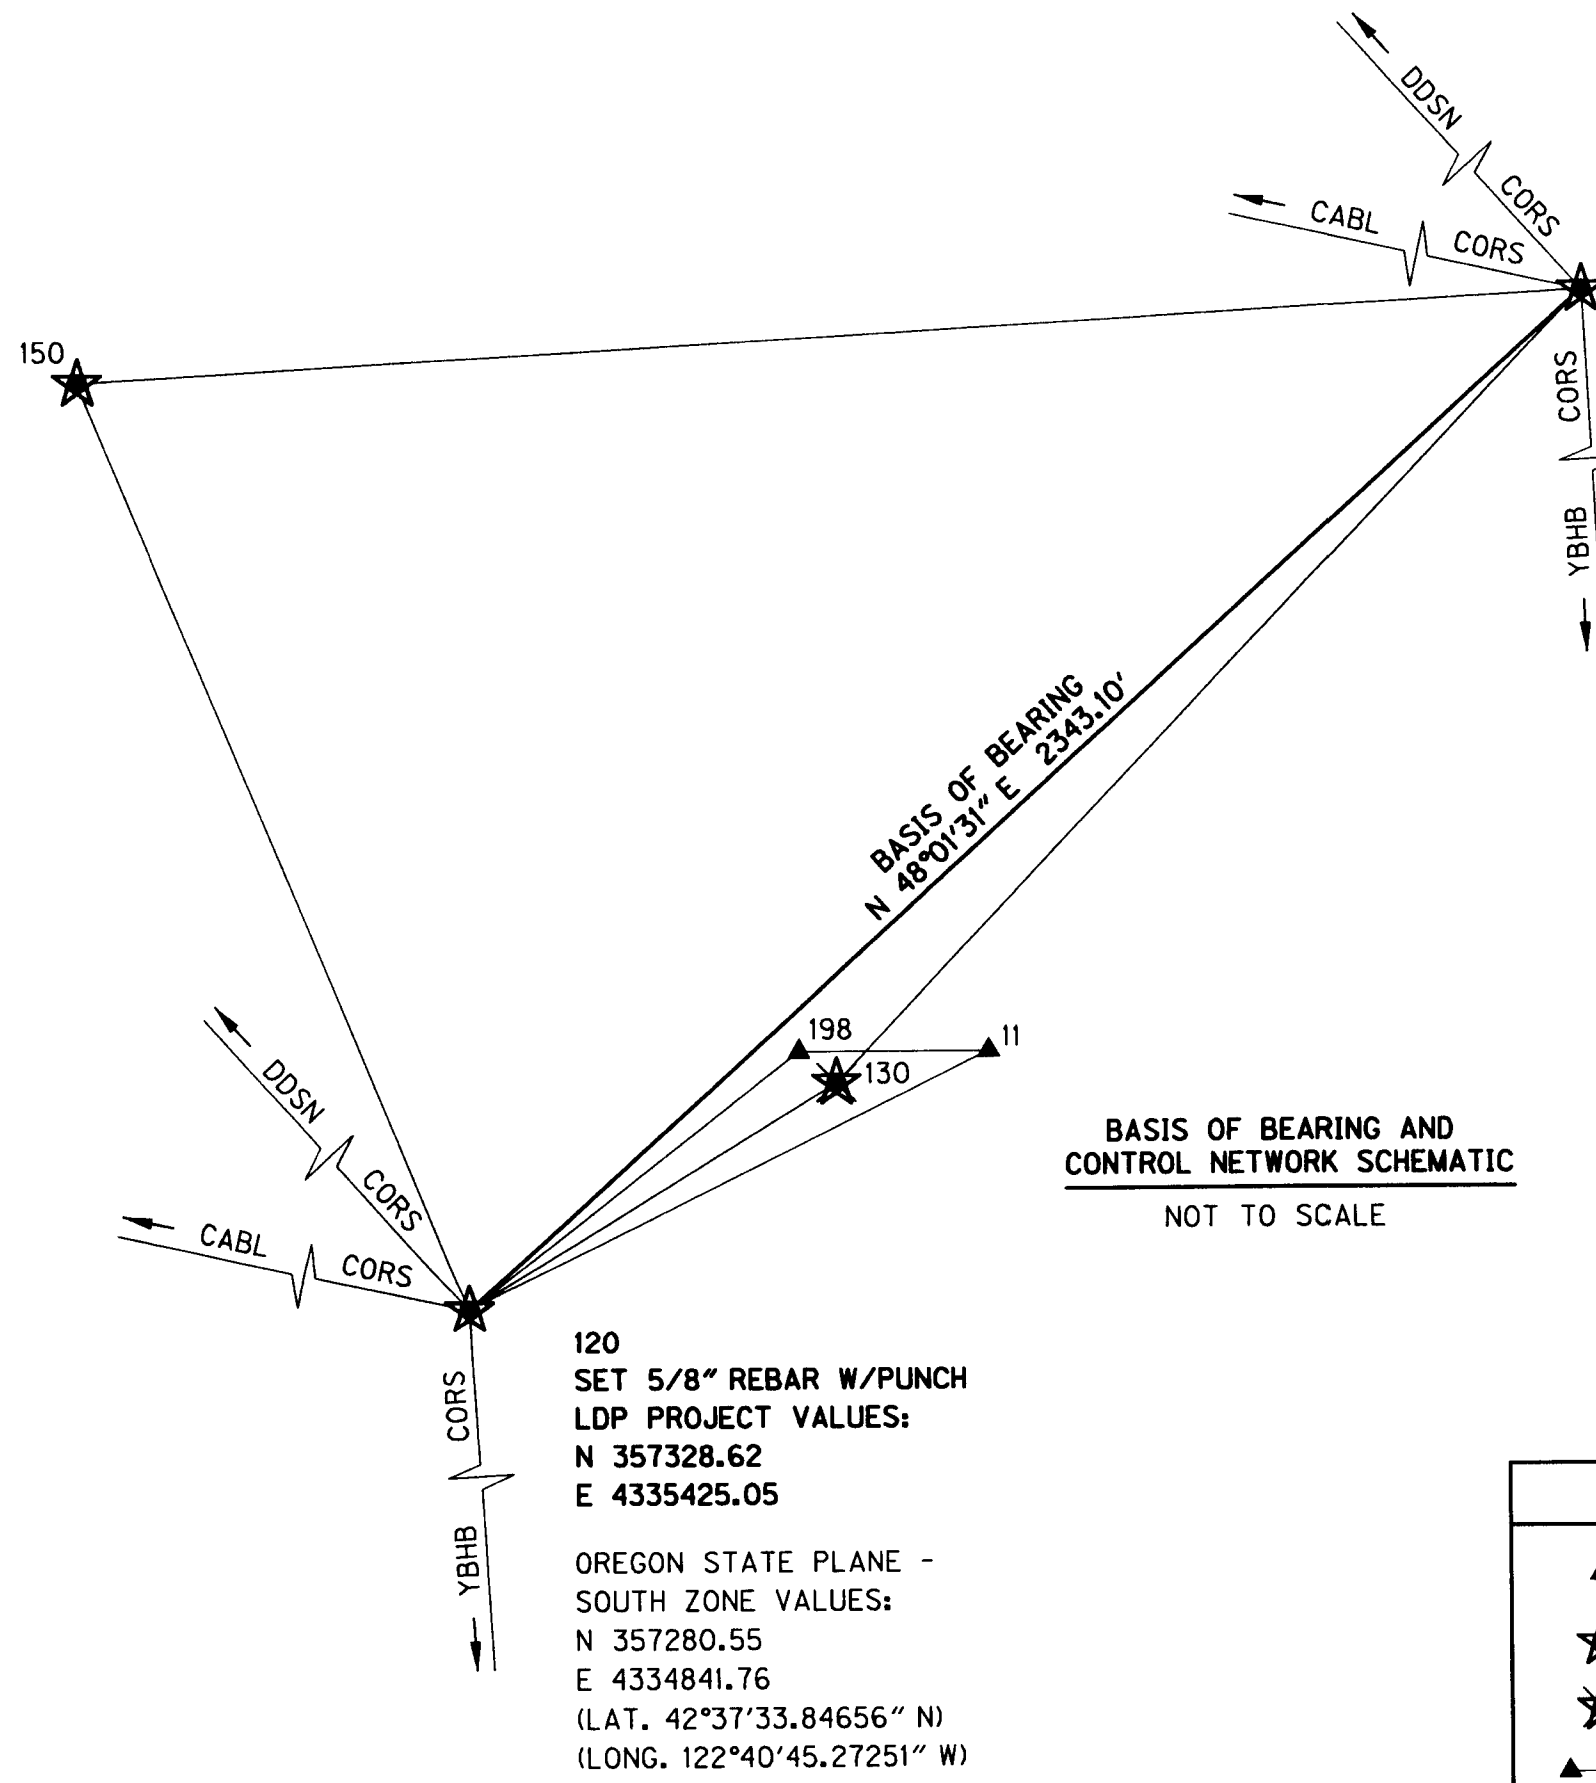 DDSN
CORS
CABL
CORS
150
CORS
YBHB
BASIS OF BEARING
N 48°01'31" E 2343.10'
198
11
130
BASIS OF BEARING AND
CONTROL NETWORK SCHEMATIC
NOT TO SCALE
DDSN
CORS
CABL
CORS
120
SET 5/8" REBAR W/PUNCH
LDP PROJECT VALUES:
N 357328.62
E 4335425.05
CORS
YBHB
OREGON STATE PLANE -
SOUTH ZONE VALUES:
N 357280.55
E 4334841.76
(LAT. 42°37'33.84656" N)
(LONG. 122°40'45.27251" W)